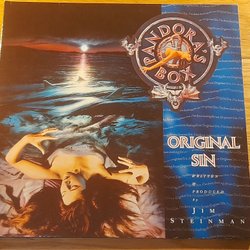 PANDORA'S
BOX
ORIGINAL
SIN
WRITTEN
&
PRODUCED
BY
JIM
STEINMAN